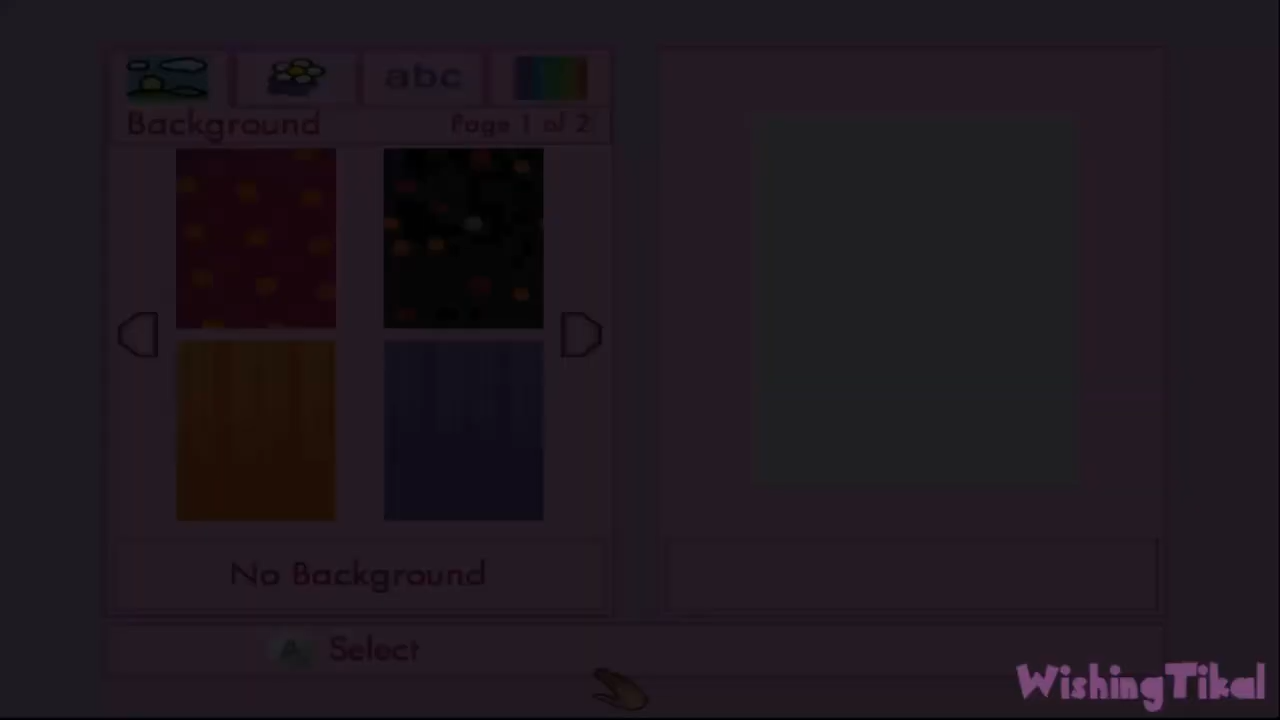 abc
Background
Page 1 of 2
No Background
A Select
WishingTikal